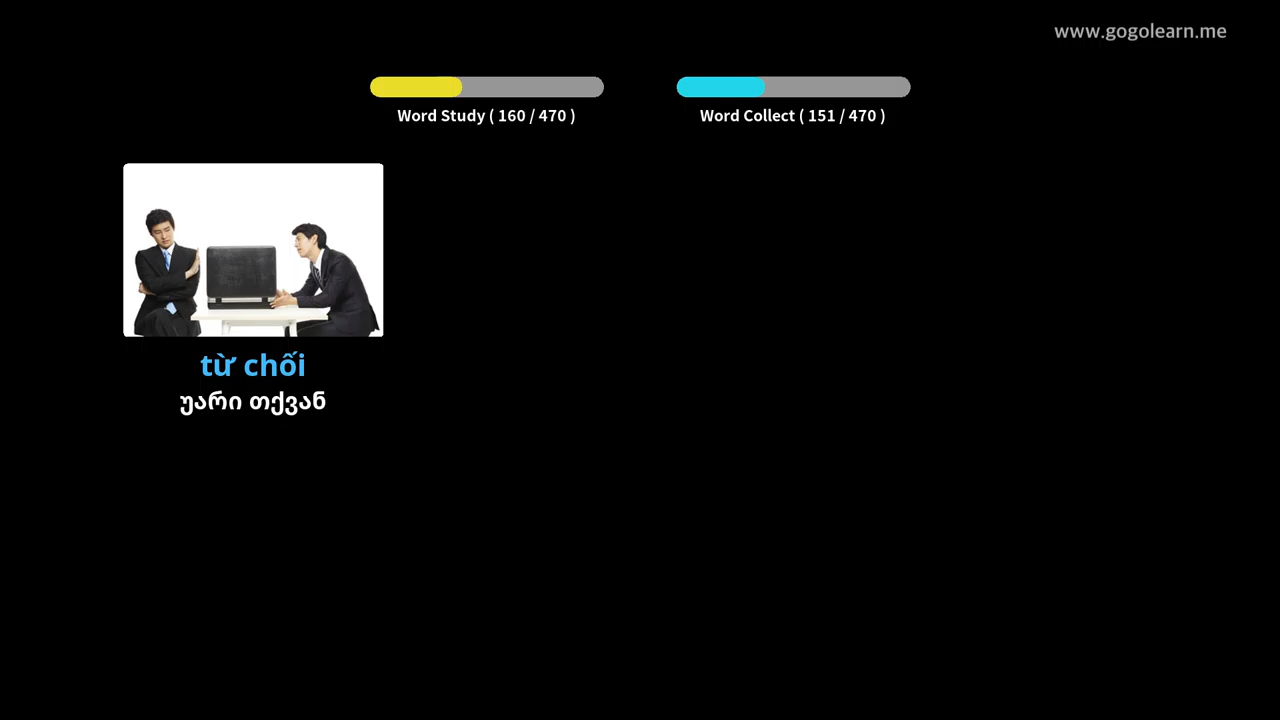 www.gogolearn.me
Word Study ( 160 / 470 )
Word Collect ( 151 / 470 )
từ chối
უარი თქვან